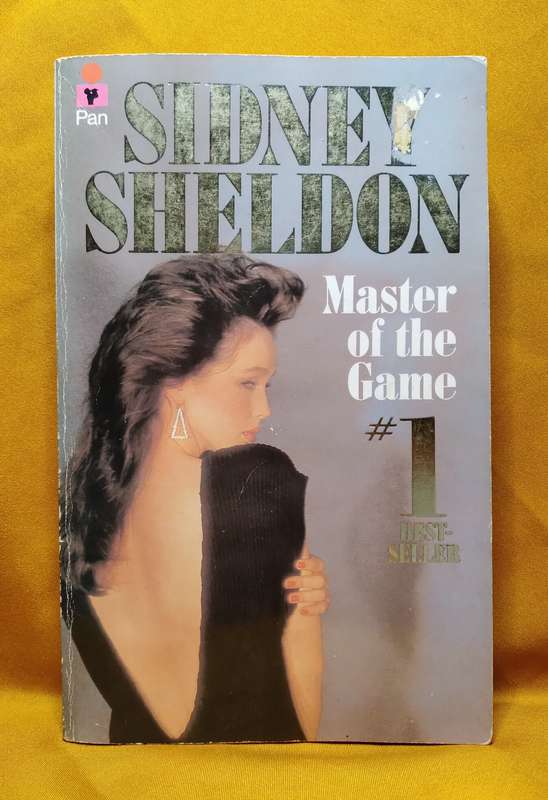 Pan
SIDNEY
SHELDON
Master
of the
Game
#1
BEST-
SELLER